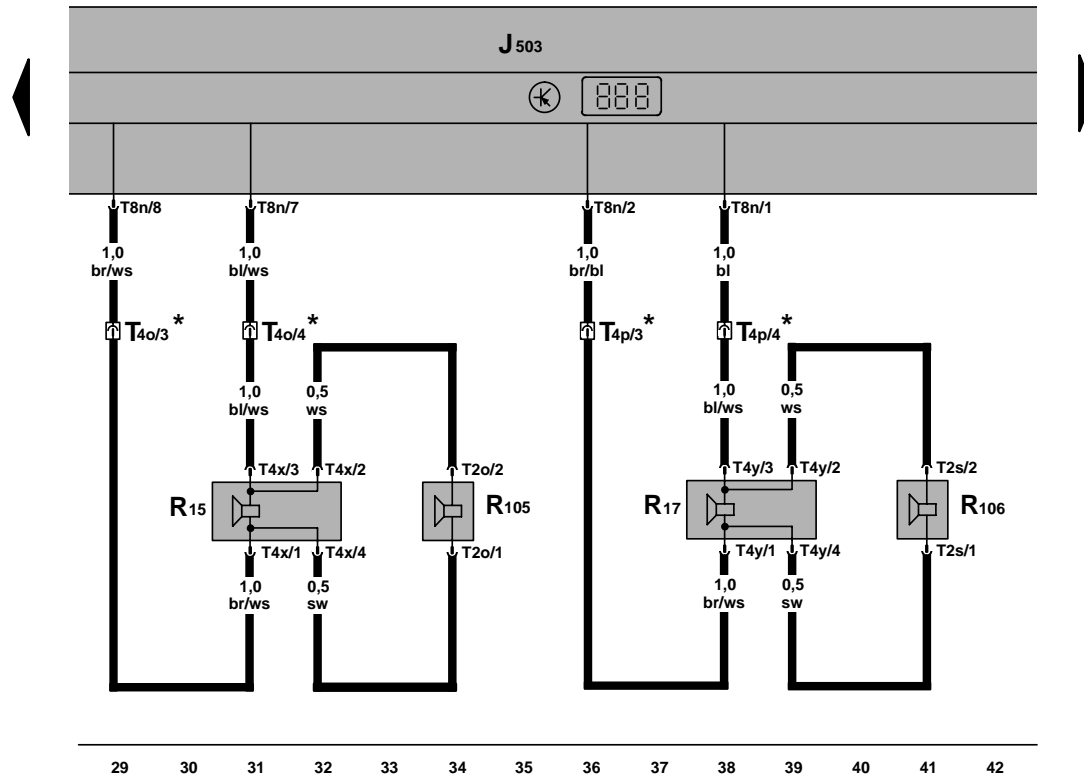 J 503
888
T8n/8 T8n/7 T8n/2 T8n/1
1,0 1,0 1,0 1,0
br/ws bl/ws br/bl bl
T4o/3 * T4o/4 * T4p/3 * T4p/4 *
1,0 0,5 1,0 0,5
bl/ws ws bl/ws ws
T4x/3 T4x/2 T2o/2 T4y/3 T4y/2 T2s/2
R15 R105 R17 R106
T4x/1 T4x/4 T2o/1 T4y/1 T4y/4 T2s/1
1,0 0,5 1,0 0,5
br/ws sw br/ws sw
29 30 31 32 33 34 35 36 37 38 39 40 41 42